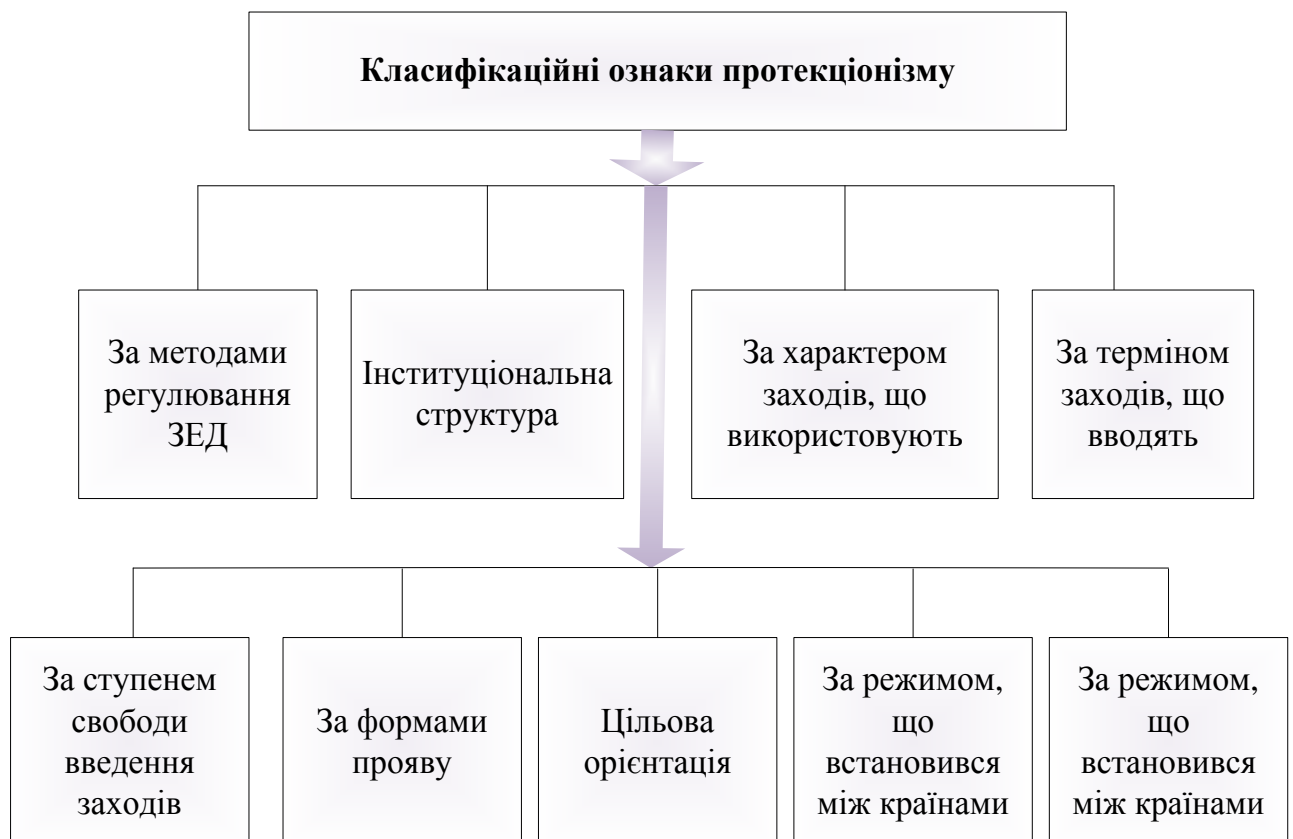 Класифікаційні ознаки протекціонізму
За методами
регулювання
ЗЕД
Інституціональна
структура
За характером
заходів, що
використовують
За терміном
заходів, що
вводять
За ступенем
свободи
введення
заходів
За формами
прояву
Цільова
орієнтація
За режимом,
що
встановився
між країнами
За режимом,
що
встановився
між країнами